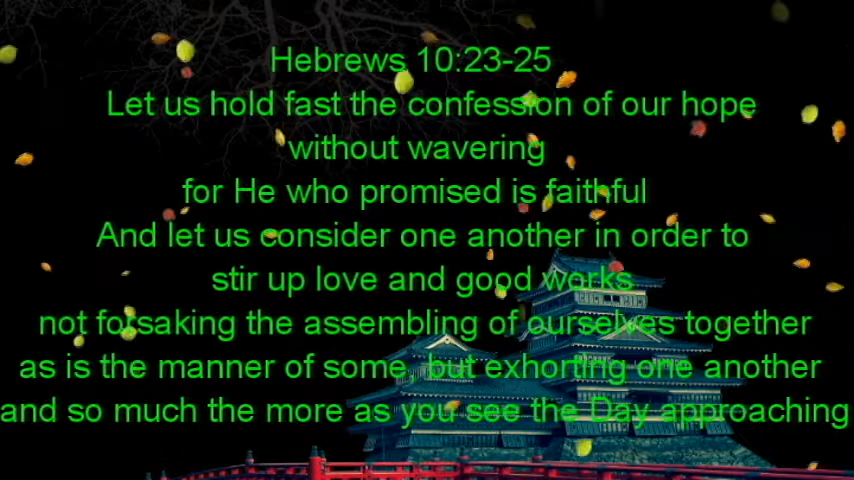 Hebrews 10:23-25
Let us hold fast the confession of our hope
without wavering
for He who promised is faithful
And let us consider one another in order to
stir up love and good works
not forsaking the assembling of ourselves together
as is the manner of some, but exhorting one another
and so much the more as you see the Day approaching